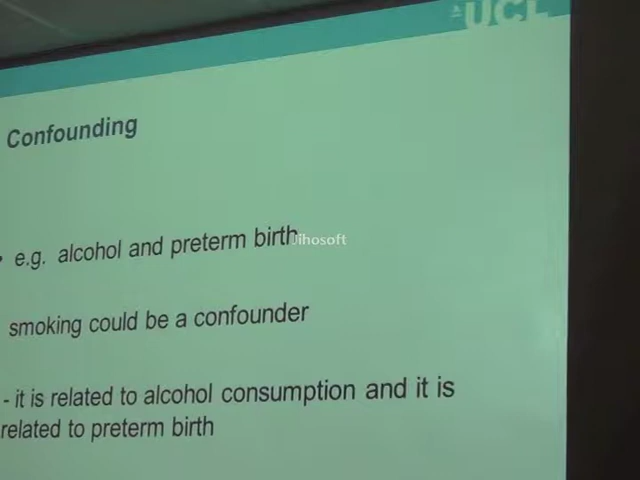 UCL
Confounding
• e.g. alcohol and preterm birth
Jihosoft
smoking could be a confounder
- it is related to alcohol consumption and it is
related to preterm birth